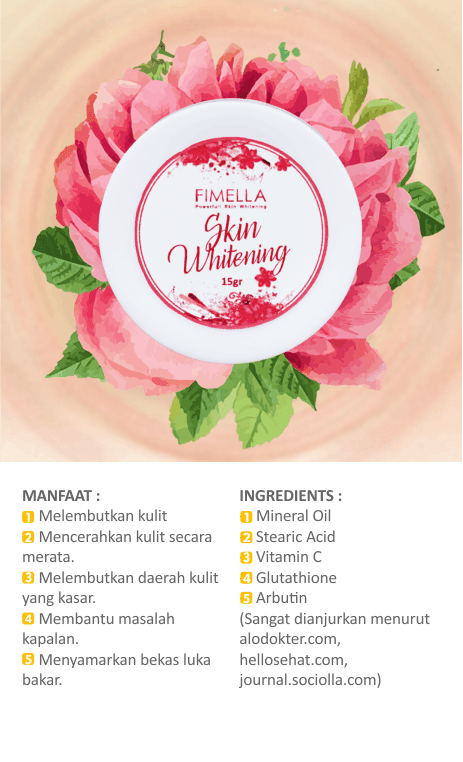 FIMELLA
Powerfull Skin Whitening
Skin
Whitening
15gr
MANFAAT :
1 Melembutkan kulit
2 Mencerahkan kulit secara
merata.
3 Melembutkan daerah kulit
yang kasar.
4 Membantu masalah
kapalan.
5 Menyamarkan bekas luka
bakar.
INGREDIENTS :
1 Mineral Oil
2 Stearic Acid
3 Vitamin C
4 Glutathione
5 Arbutin
(Sangat dianjurkan menurut
alodokter.com,
hellosehat.com,
journal.sociolla.com)